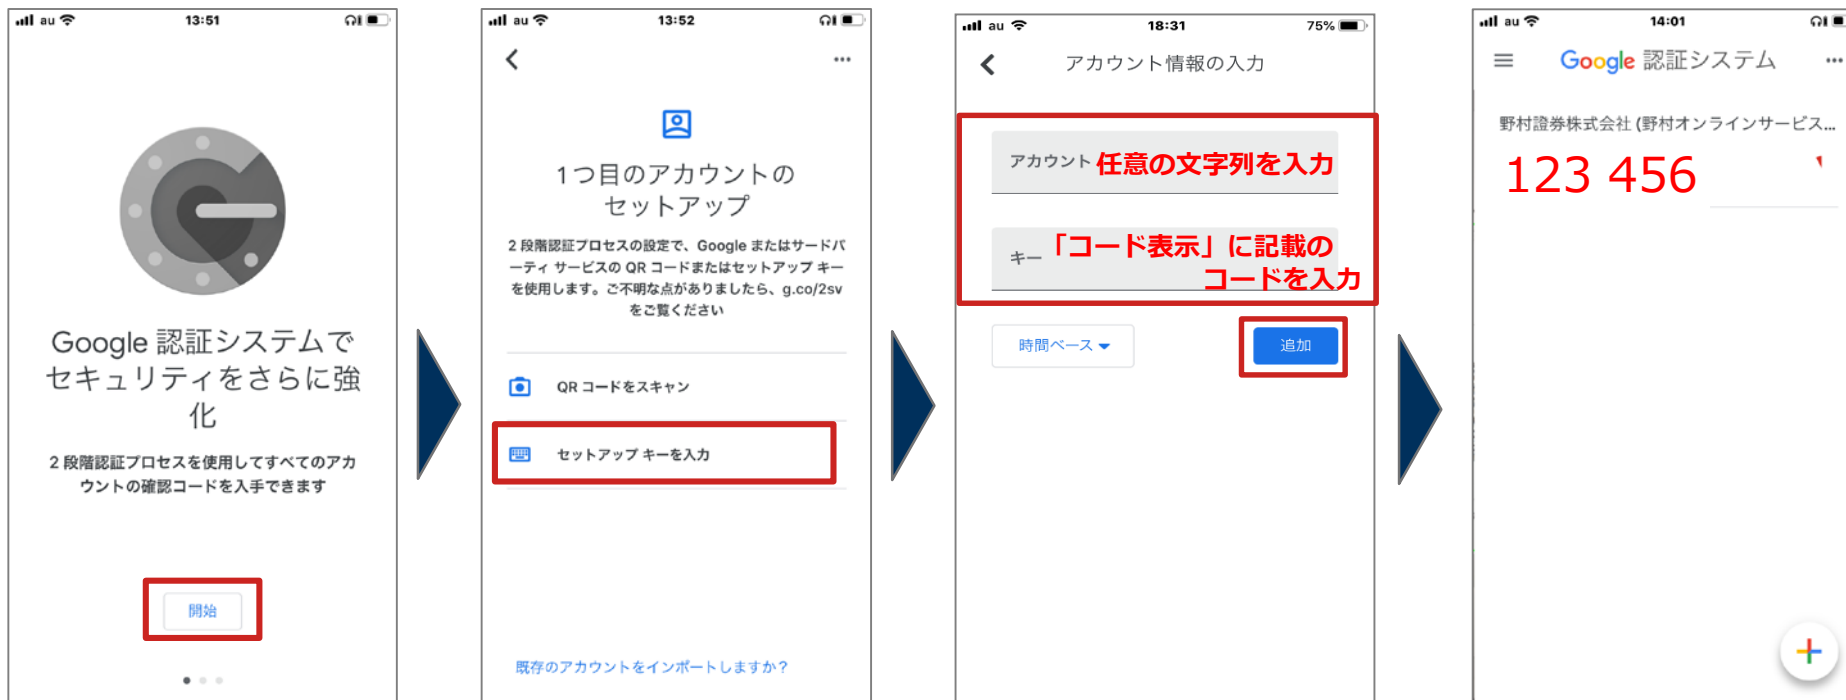 au 13:51
Google 認証システムで
セキュリティをさらに強
化
2 段階認証プロセスを使用してすべてのアカ
ウントの確認コードを入手できます
開始
au 13:52
1つ目のアカウントの
セットアップ
2 段階認証プロセスの設定で、Google またはサードパ
ーティ サービスの QR コードまたはセットアップ キー
を使用します。ご不明な点がありましたら、g.co/2sv
をご覧ください
QR コードをスキャン
セットアップ キーを入力
既存のアカウントをインポートしますか?
au 18:31 75%
アカウント情報の入力
アカウント 任意の文字列を入力
キー 「コード表示」に記載の
コードを入力
時間ベース
追加
au 14:01
Google 認証システム
野村證券株式会社 (野村オンラインサービス...
123 456